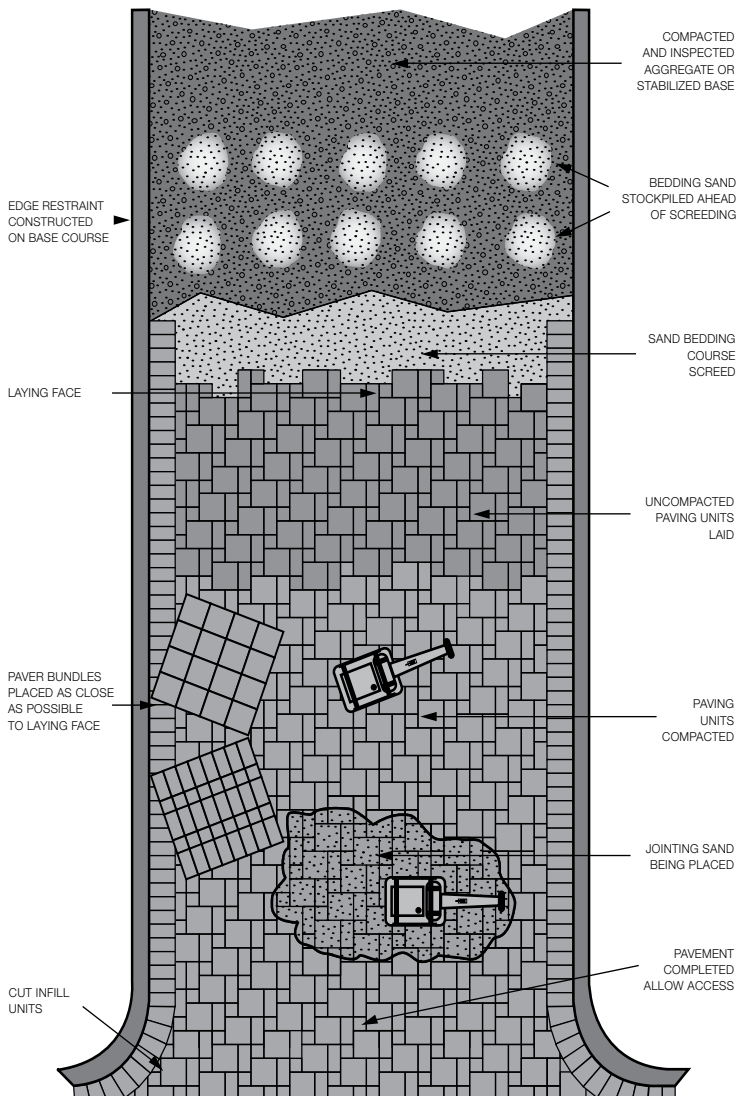 COMPACTED
AND INSPECTED
AGGREGATE OR
STABILIZED BASE
BEDDING SAND
STOCKPILED AHEAD
OF SCREEDING
EDGE RESTRAINT
CONSTRUCTED
ON BASE COURSE
SAND BEDDING
COURSE
SCREED
LAYING FACE
UNCOMPACTED
PAVING UNITS
LAID
PAVER BUNDLES
PLACED AS CLOSE
AS POSSIBLE
TO LAYING FACE
PAVING
UNITS
COMPACTED
JOINTING SAND
BEING PLACED
PAVEMENT
COMPLETED
ALLOW ACCESS
CUT INFILL
UNITS